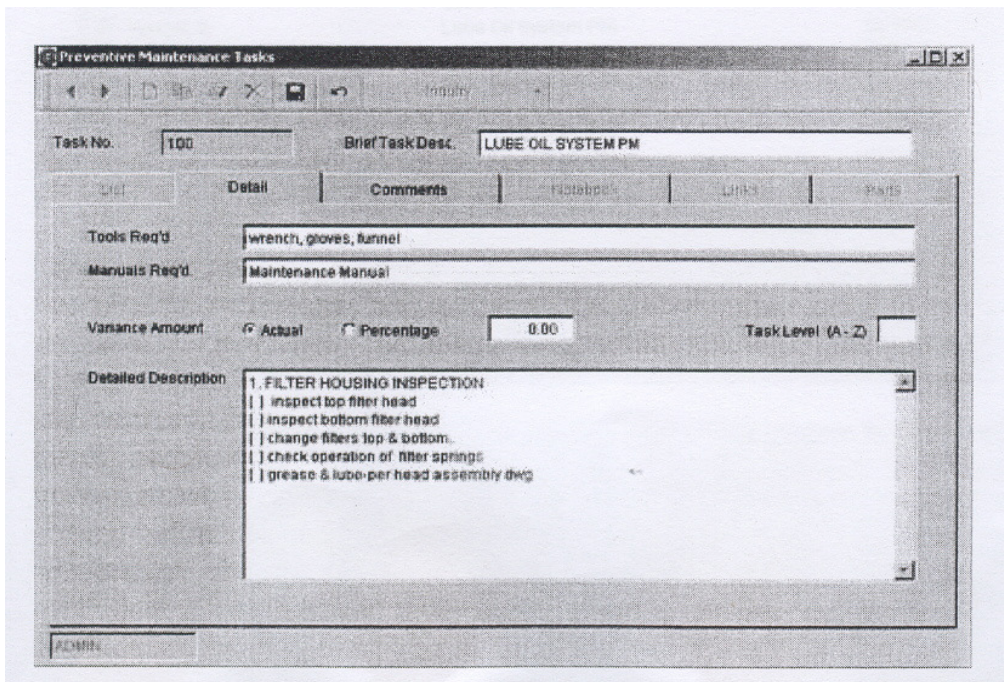 Preventive Maintenance Tasks
Inquiry
Task No. 100 Brief Task Desc. LUBE OIL SYSTEM PM
List Detail Comments Notebook Links Parts
Tools Req'd wrench, gloves, funnel
Manuals Req'd Maintenance Manual
Variance Amount Actual Percentage 0.00 Task Level (A - Z)
Detailed Description 1. FILTER HOUSING INSPECTION
[ ] inspect top filter head
[ ] inspect bottom filter head
[ ] change filters top & bottom.
[ ] check operation of filter springs
[ ] grease & lube-per head assembly dwg
ADMIN